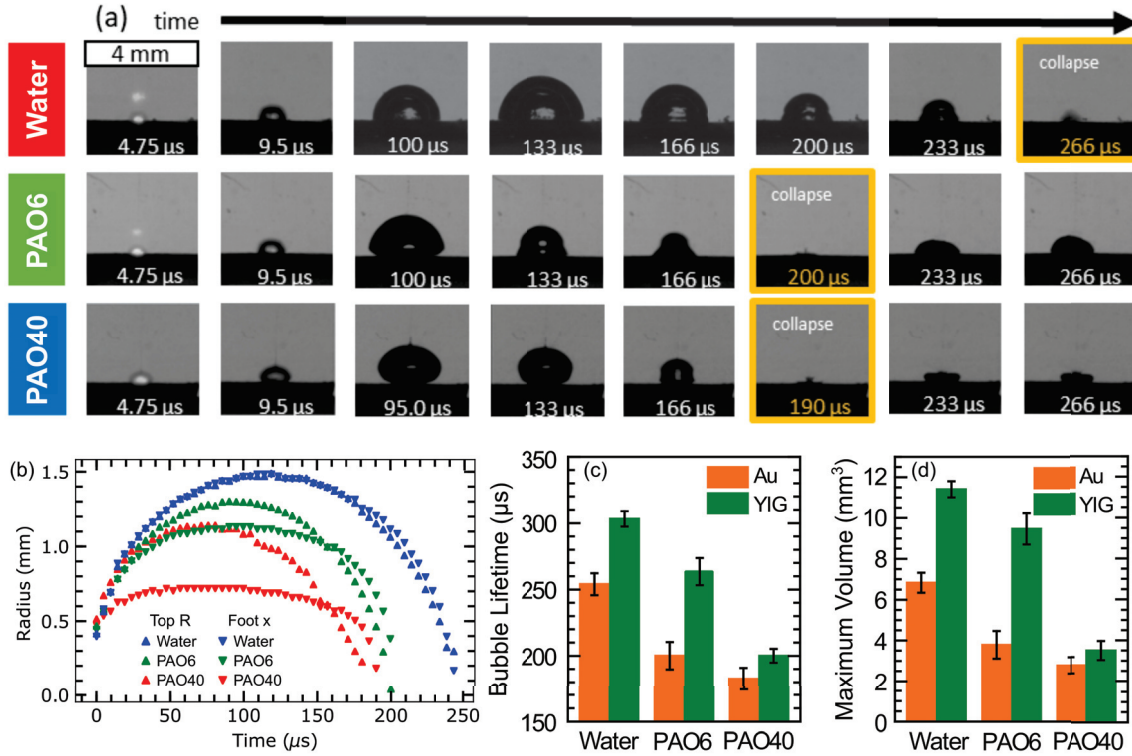 (a) time
Water
4 mm
4.75 µs 9.5 µs 100 µs 133 µs 166 µs 200 µs 233 µs collapse 266 µs
PAO6
4.75 µs 9.5 µs 100 µs 133 µs 166 µs collapse 200 µs 233 µs 266 µs
PAO40
4.75 µs 9.5 µs 95.0 µs 133 µs 166 µs collapse 190 µs 233 µs 266 µs
(b)
Radius (mm)
1.5
1.0
0.5
0.0
Top R Foot x
Water Water
PAO6 PAO6
PAO40 PAO40
0 50 100 150 200 250
Time (µs)
(c)
Bubble Lifetime (µs)
350
300
250
200
150
Au
YIG
Water PAO6 PAO40
(d)
Maximum Volume (mm³)
12
10
8
6
4
2
0
Au
YIG
Water PAO6 PAO40